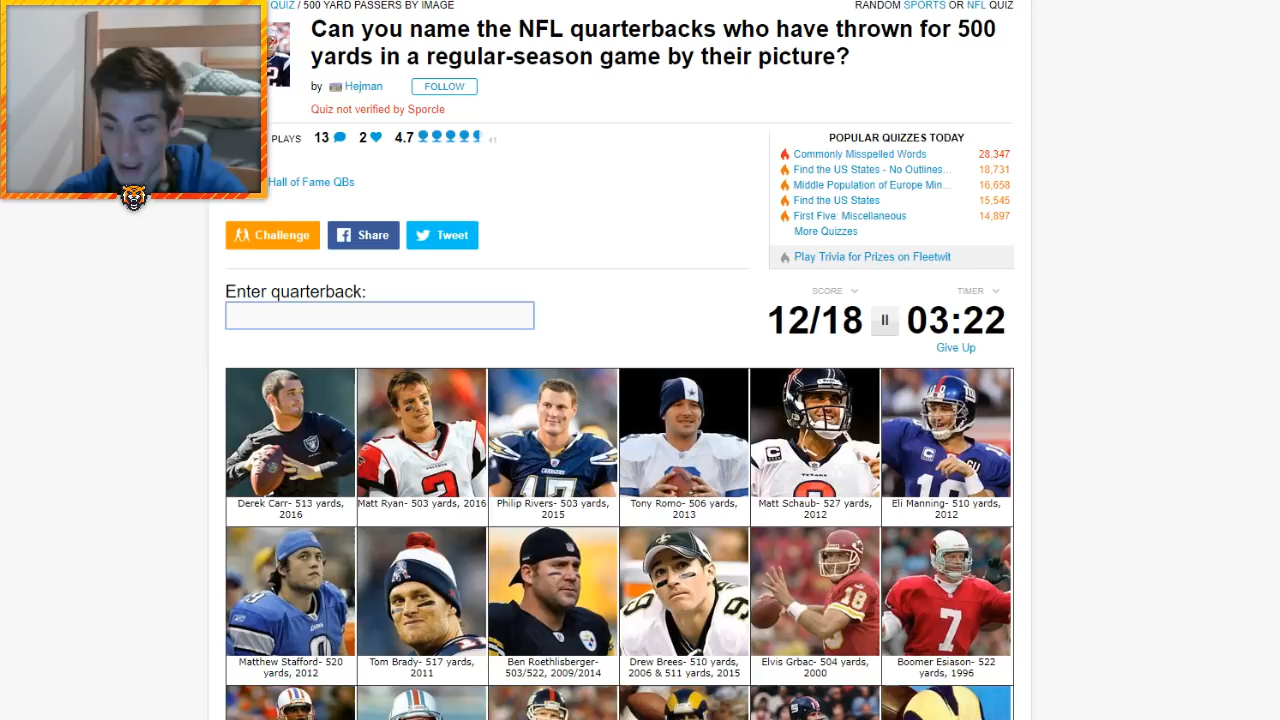 QUIZ / 500 YARD PASSERS BY IMAGE
RANDOM SPORTS OR NFL QUIZ
Can you name the NFL quarterbacks who have thrown for 500
yards in a regular-season game by their picture?
by Hejman FOLLOW
Quiz not verified by Sporcle
PLAYS 13 2 4.7
Hall of Fame QBs
Challenge Share Tweet
POPULAR QUIZZES TODAY
Commonly Misspelled Words 28,347
Find the US States - No Outlines... 18,731
Middle Population of Europe Min... 16,658
Find the US States 15,545
First Five: Miscellaneous 14,897
More Quizzes
Play Trivia for Prizes on Fleetwit
Enter quarterback:
SCORE TIMER
12/18 03:22
Give Up
Derek Carr- 513 yards,
2016
Matt Ryan- 503 yards, 2016
Philip Rivers- 503 yards,
2015
Tony Romo- 506 yards,
2013
Matt Schaub- 527 yards,
2012
Eli Manning- 510 yards,
2012
Matthew Stafford- 520
yards, 2012
Tom Brady- 517 yards,
2011
Ben Roethlisberger-
503/522, 2009/2014
Drew Brees- 510 yards,
2006 & 511 yards, 2015
Elvis Grbac- 504 yards,
2000
Boomer Esiason- 522
yards, 1996